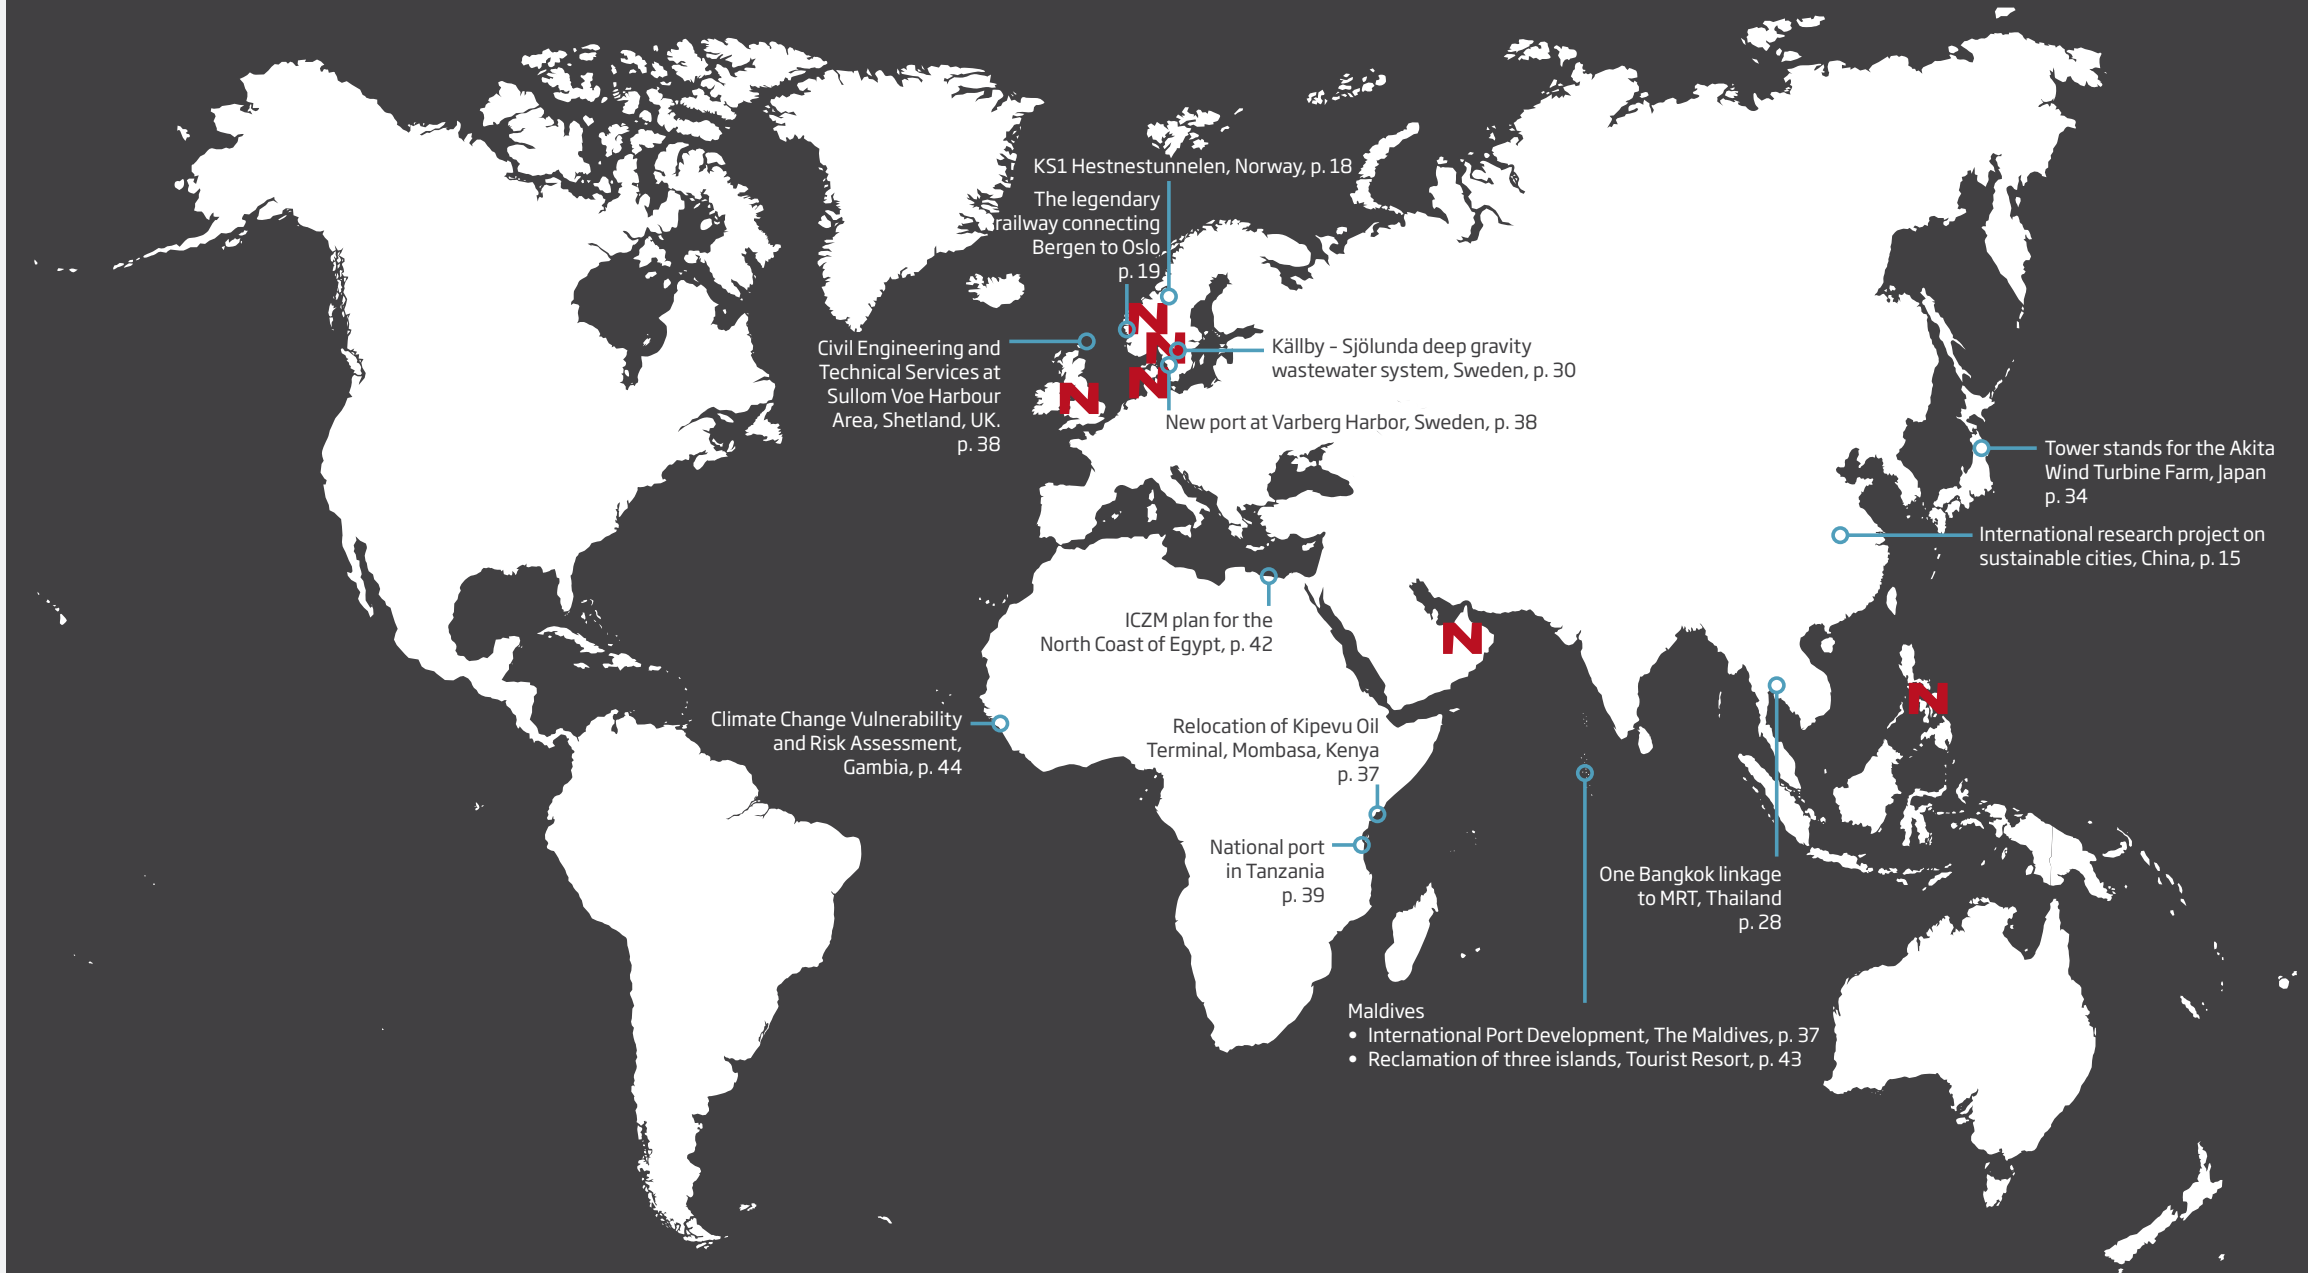 KS1 Hestnestunnelen, Norway, p. 18
The legendary
railway connecting
Bergen to Oslo,
p. 19
Civil Engineering and
Technical Services at
Sullom Voe Harbour
Area, Shetland, UK.
p. 38
Källby – Sjölunda deep gravity
wastewater system, Sweden, p. 30
New port at Varberg Harbor, Sweden, p. 38
Tower stands for the Akita
Wind Turbine Farm, Japan
p. 34
International research project on
sustainable cities, China, p. 15
ICZM plan for the
North Coast of Egypt, p. 42
Climate Change Vulnerability
and Risk Assessment,
Gambia, p. 44
Relocation of Kipevu Oil
Terminal, Mombasa, Kenya
p. 37
National port
in Tanzania
p. 39
One Bangkok linkage
to MRT, Thailand
p. 28
Maldives
• International Port Development, The Maldives, p. 37
• Reclamation of three islands, Tourist Resort, p. 43
N
N
N
N
N
N